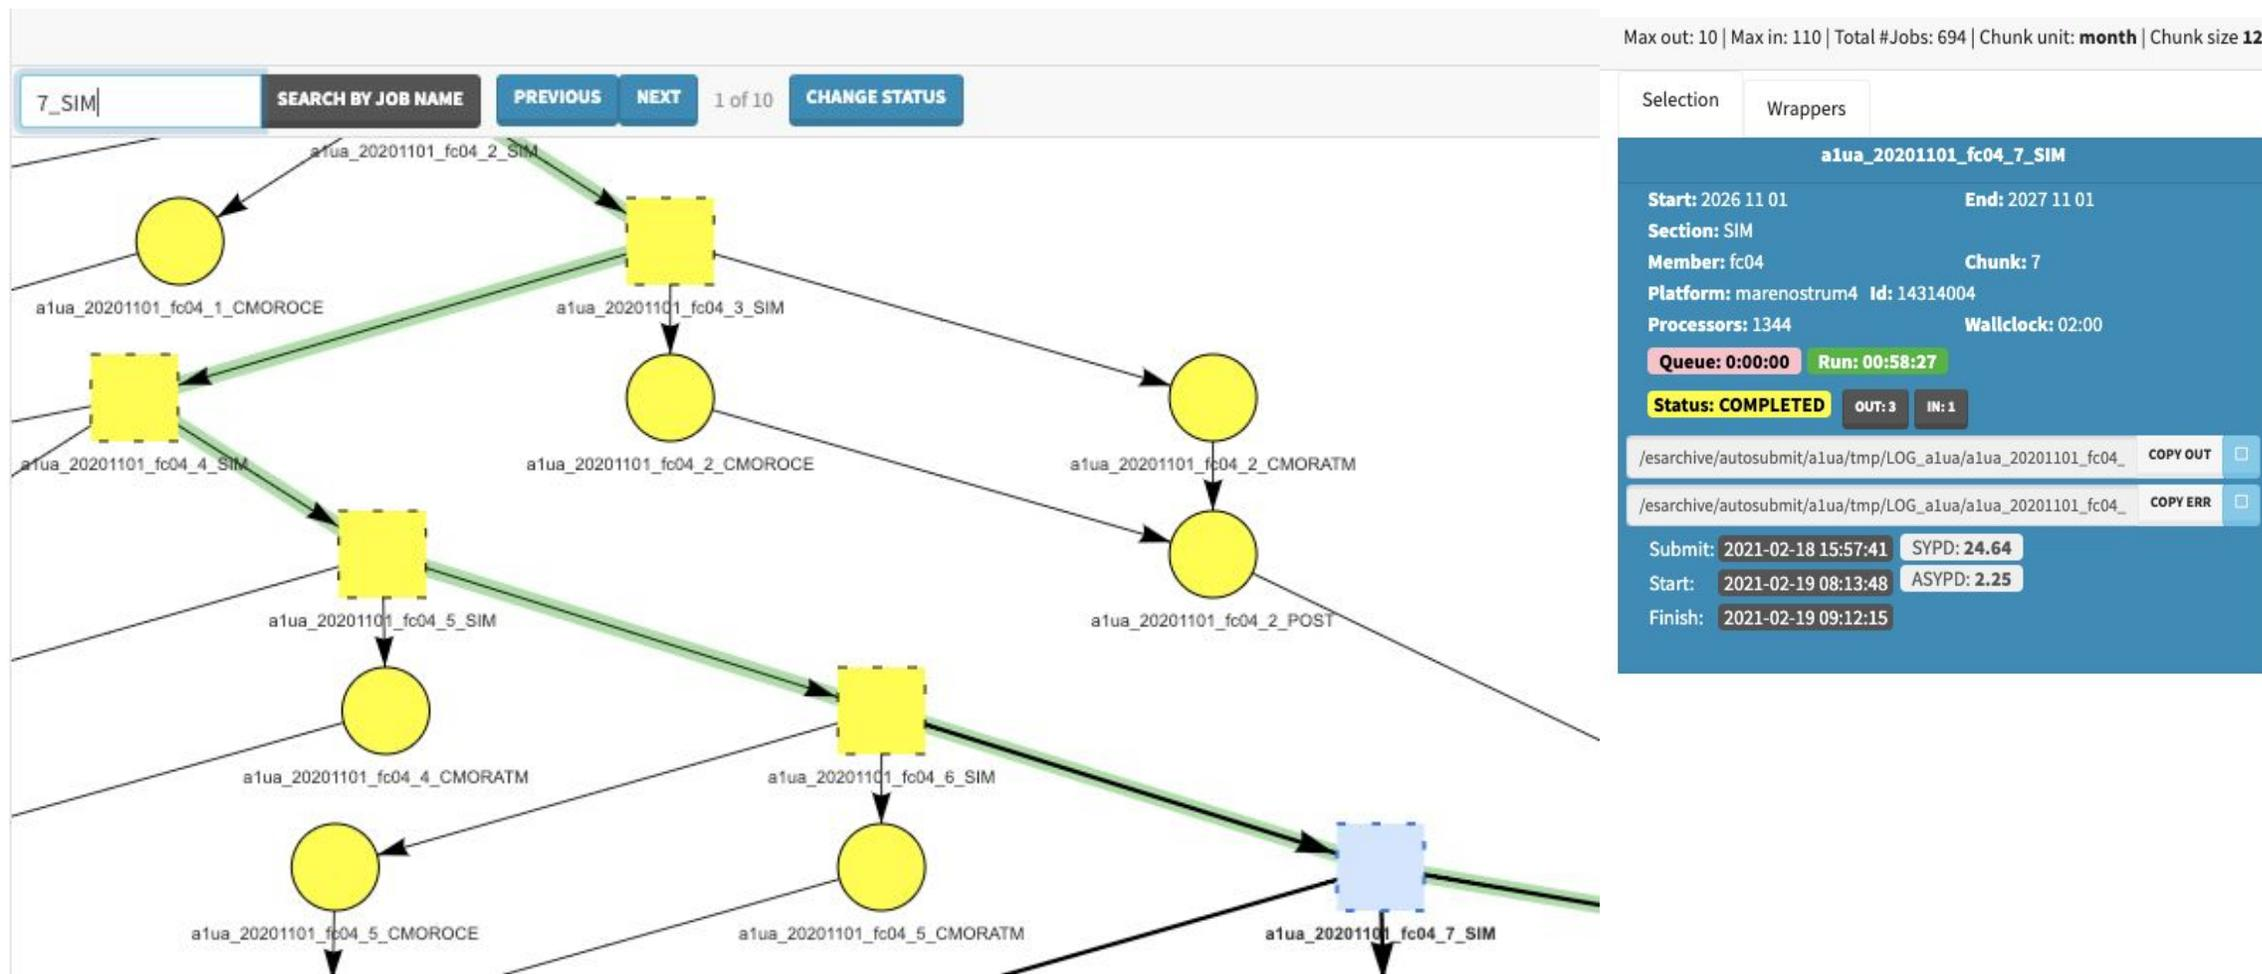 Max out: 10 | Max in: 110 | Total #Jobs: 694 | Chunk unit: month | Chunk size 12
7_SIM
SEARCH BY JOB NAME
PREVIOUS
NEXT
1 of 10
CHANGE STATUS
a1ua_20201101_fc04_2_SIM
a1ua_20201101_fc04_1_CMOROCE
a1ua_20201101_fc04_3_SIM
a1ua_20201101_fc04_4_SIM
a1ua_20201101_fc04_2_CMOROCE
a1ua_20201101_fc04_2_CMORATM
a1ua_20201101_fc04_5_SIM
a1ua_20201101_fc04_2_POST
a1ua_20201101_fc04_4_CMORATM
a1ua_20201101_fc04_6_SIM
a1ua_20201101_fc04_5_CMOROCE
a1ua_20201101_fc04_5_CMORATM
a1ua_20201101_fc04_7_SIM
Selection
Wrappers
a1ua_20201101_fc04_7_SIM
Start: 2026 11 01 End: 2027 11 01
Section: SIM
Member: fc04 Chunk: 7
Platform: marenostrum4 Id: 14314004
Processors: 1344 Wallclock: 02:00
Queue: 0:00:00 Run: 00:58:27
Status: COMPLETED OUT: 3 IN: 1
/esarchive/autosubmit/a1ua/tmp/LOG_a1ua/a1ua_20201101_fc04_ COPY OUT
/esarchive/autosubmit/a1ua/tmp/LOG_a1ua/a1ua_20201101_fc04_ COPY ERR
Submit: 2021-02-18 15:57:41 SYPD: 24.64
Start: 2021-02-19 08:13:48 ASYPD: 2.25
Finish: 2021-02-19 09:12:15